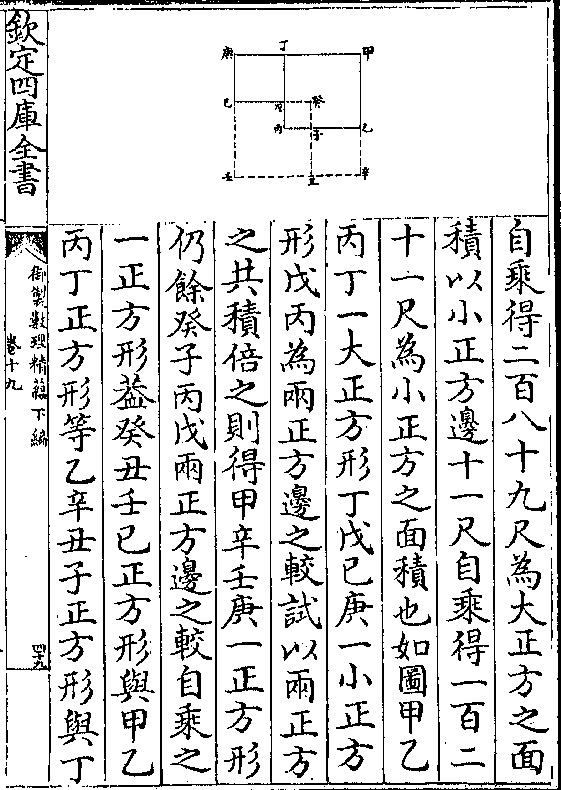 自乘得二百八十九尺為大正方之面
積以小正方邊十一尺自乘得一百二
十一尺為小正方之面積也如圖甲乙
丙丁一大正方形丁戊已庚一小正方
形戊丙為兩正方邊之較試以兩正方
之共積倍之則得甲辛壬庚一正方形
仍餘癸子丙戊兩正方邊之較自乘之
一正方形葢癸丑壬已正方形與甲乙
丙丁正方形等乙辛丑子正方形與丁
甲
丁
庚
癸
戊
已
乙
子
丙
辛
丑
壬
欽定四庫全書
御製數理精藴下編
卷十九
四十九